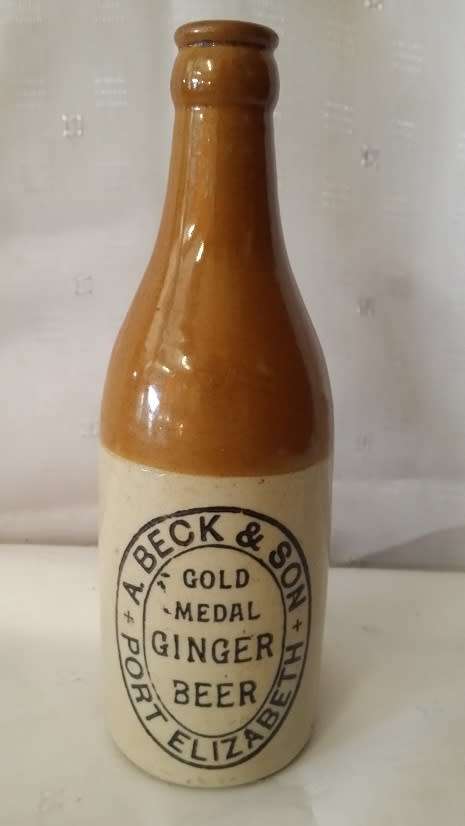 A. BECK & SON
GOLD
MEDAL
GINGER
BEER
+ PORT ELIZABETH +